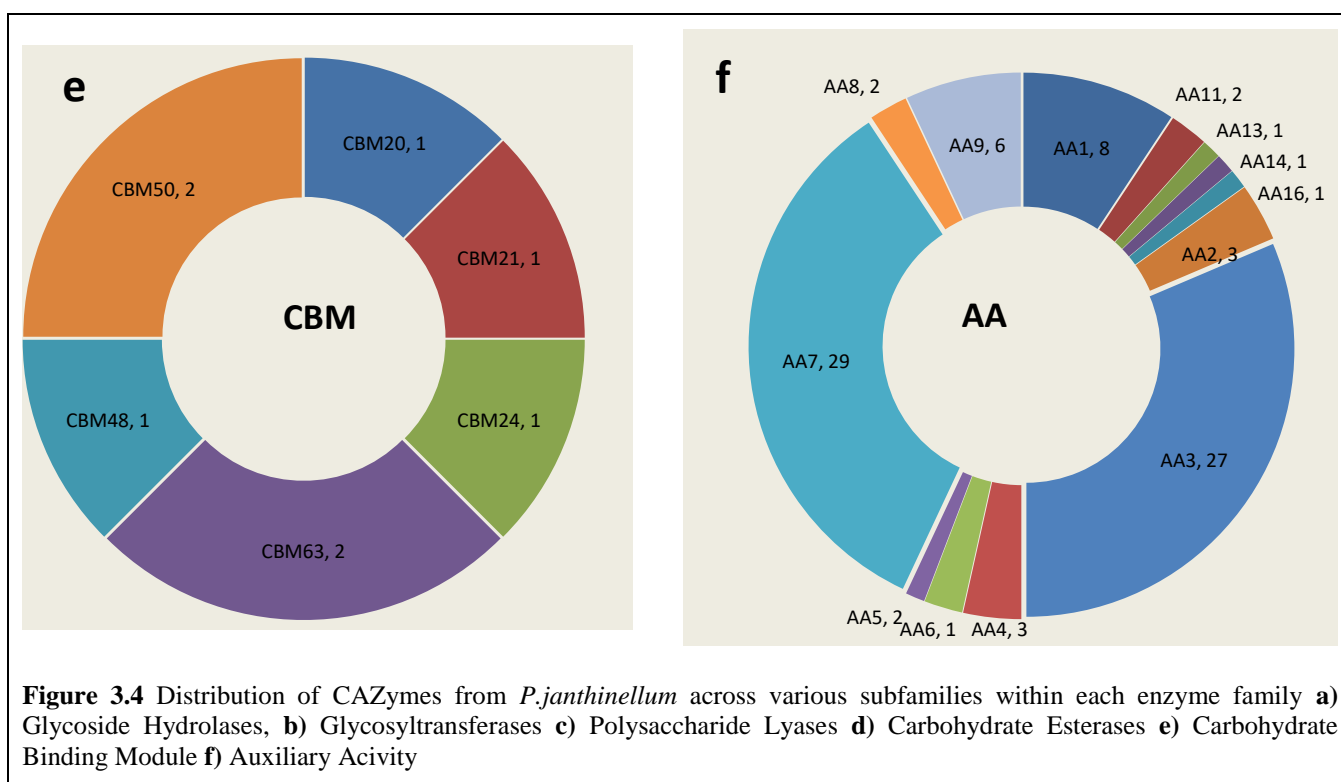 e
CBM20, 1
CBM21, 1
CBM24, 1
CBM63, 2
CBM48, 1
CBM50, 2
CBM
f
AA1, 8
AA11, 2
AA13, 1
AA14, 1
AA16, 1
AA2, 3
AA3, 27
AA4, 3
AA6, 1
AA5, 2
AA7, 29
AA8, 2
AA9, 6
AA
Figure 3.4 Distribution of CAZymes from P.janthinellum across various subfamilies within each enzyme family a)
Glycoside Hydrolases, b) Glycosyltransferases c) Polysaccharide Lyases d) Carbohydrate Esterases e) Carbohydrate
Binding Module f) Auxiliary Acivity